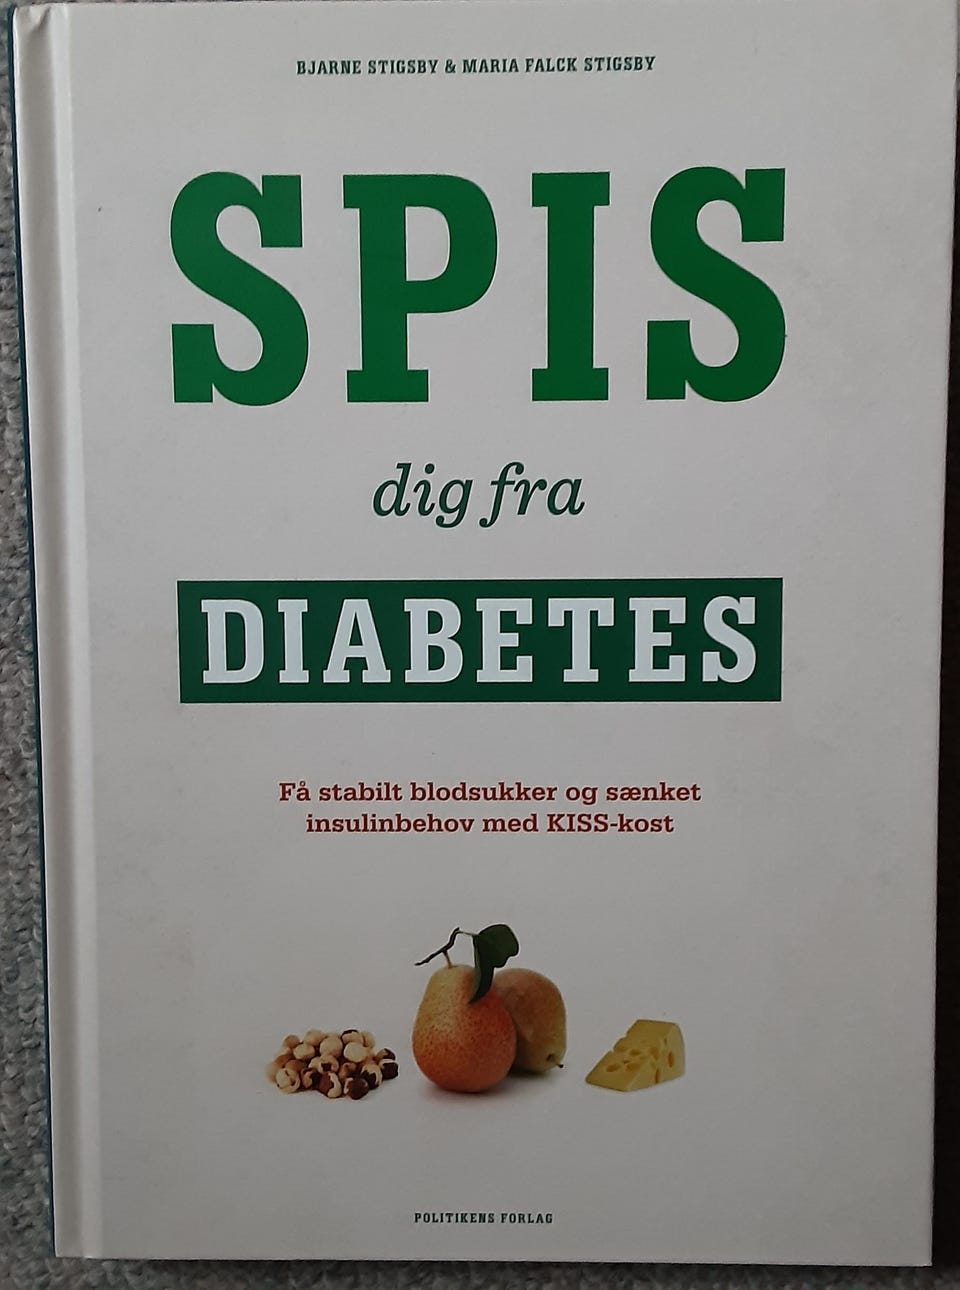 BJARNE STIGSBY & MARIA FALCK STIGSBY
SPIS
dig fra
DIABETES
Få stabilt blodsukker og sænket
insulinbehov med KISS-kost
POLITIKENS FORLAG